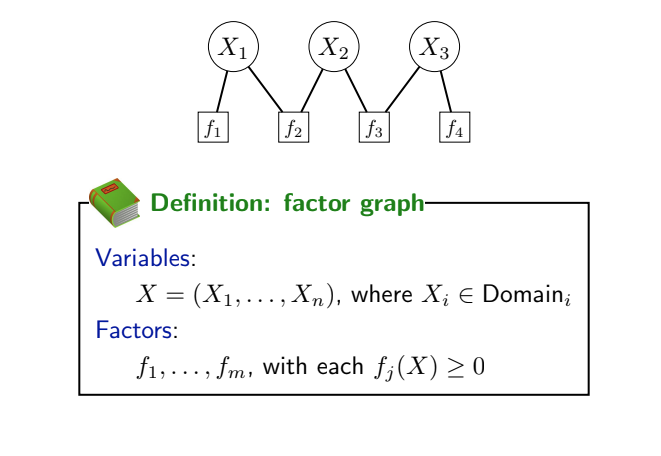 X₁ X₂ X₃
f₁ f₂ f₃ f₄
Definition: factor graph
Variables:
X = (X₁, . . . , Xₙ), where Xᵢ ∈ Domainᵢ
Factors:
f₁, . . . , fₘ, with each fⱼ(X) ≥ 0